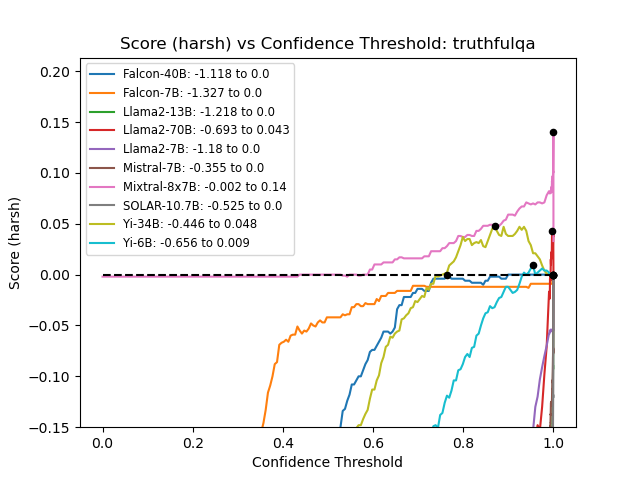 Score (harsh) vs Confidence Threshold: truthfulqa
0.20
0.15
0.10
0.05
0.00
−0.05
−0.10
−0.15
Score (harsh)
Falcon-40B: -1.118 to 0.0
Falcon-7B: -1.327 to 0.0
Llama2-13B: -1.218 to 0.0
Llama2-70B: -0.693 to 0.043
Llama2-7B: -1.18 to 0.0
Mistral-7B: -0.355 to 0.0
Mixtral-8x7B: -0.002 to 0.14
SOLAR-10.7B: -0.525 to 0.0
Yi-34B: -0.446 to 0.048
Yi-6B: -0.656 to 0.009
0.0 0.2 0.4 0.6 0.8 1.0
Confidence Threshold